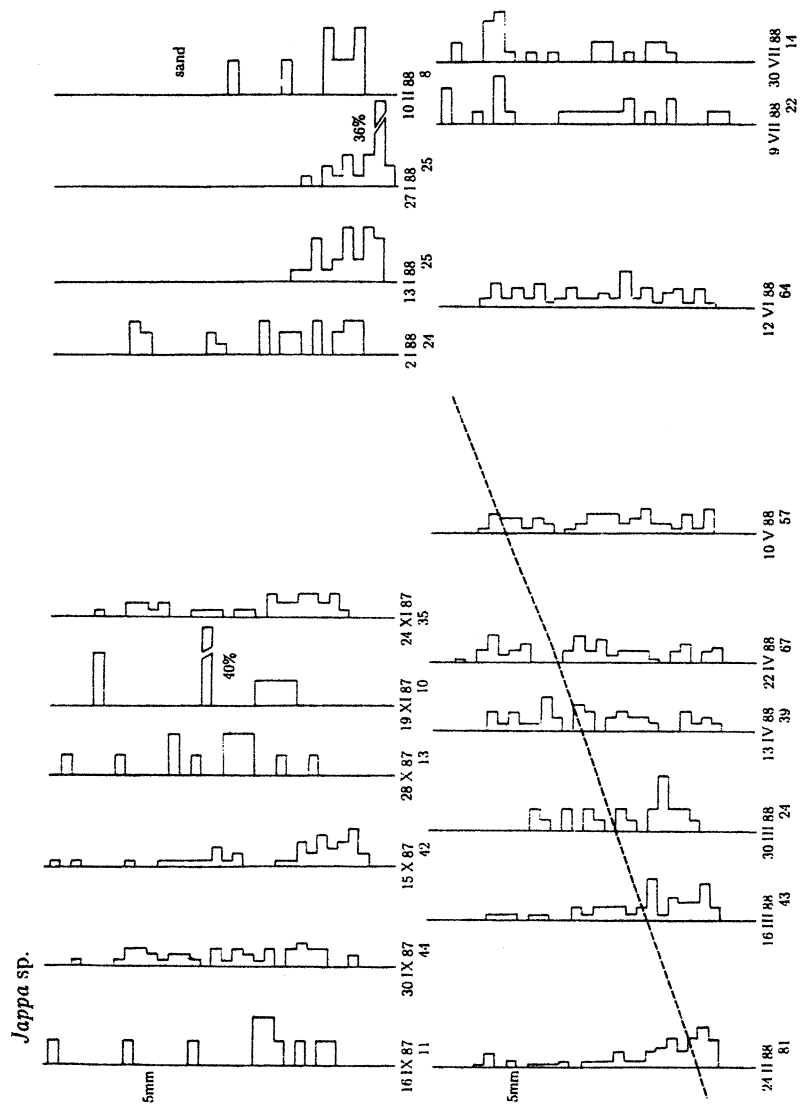 Jappa sp.
5mm
16 IX 87
11
30 IX 87
44
15 X 87
42
28 X 87
13
19 XI 87
10
40%
24 XI 87
35
2 I 88
24
13 I 88
25
27 I 88
25
36%
10 II 88
8
sand
5mm
24 II 88
81
16 III 88
43
30 III 88
24
13 IV 88
39
22 IV 88
67
10 V 88
57
12 VI 88
64
9 VII 88
22
30 VII 88
14